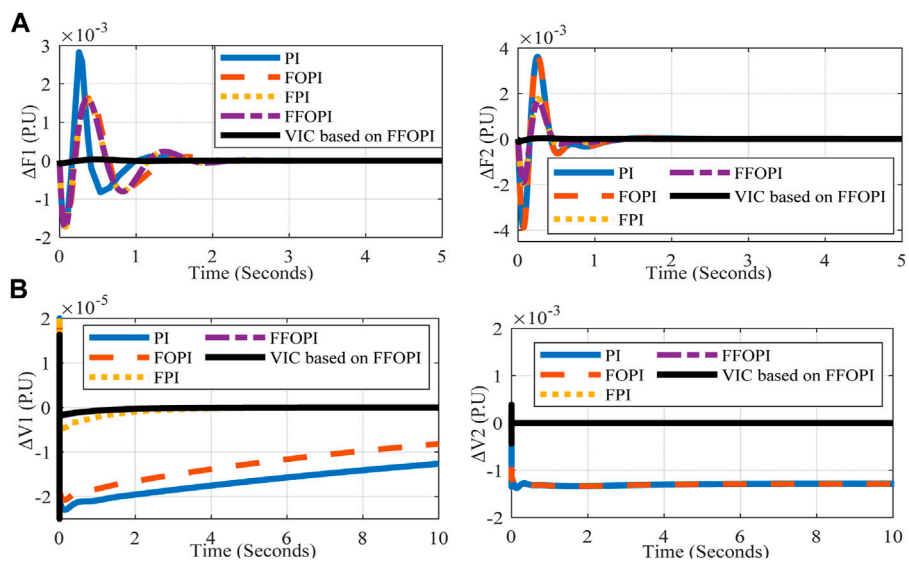 A
×10⁻³
3
2
1
0
-1
-2
ΔF1 (P.U)
PI
FOPI
FPI
FFOPI
VIC based on FFOPI
0 1 2 3 4 5
Time (Seconds)
×10⁻³
4
2
0
-2
-4
ΔF2 (P.U)
PI FFOPI
FOPI VIC based on FFOPI
FPI
0 1 2 3 4 5
Time (Seconds)
B
×10⁻⁵
2
1
0
-1
-2
ΔV1 (P.U)
PI FFOPI
FOPI VIC based on FFOPI
FPI
0 2 4 6 8 10
Time (Seconds)
×10⁻³
2
1
0
-1
-2
ΔV2 (P.U)
PI FFOPI
FOPI VIC based on FFOPI
FPI
0 2 4 6 8 10
Time (Seconds)